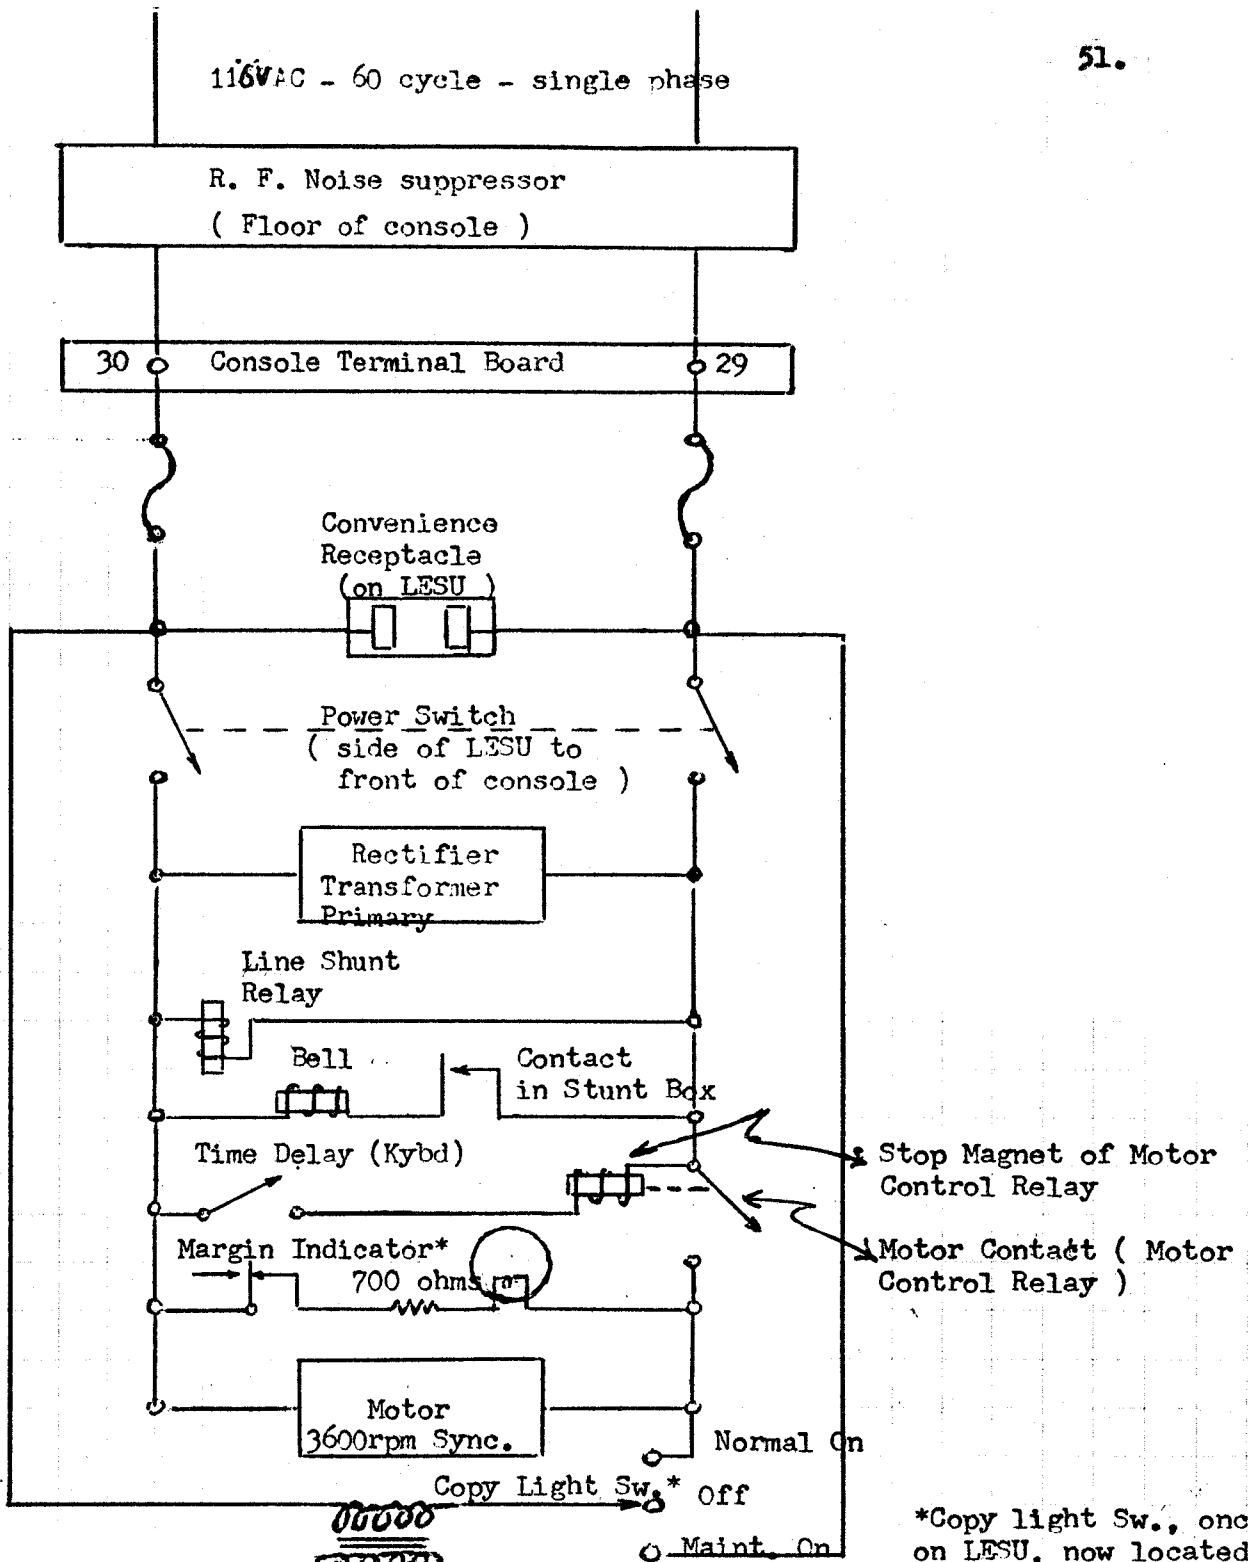 51.
116VAC - 60 cycle - single phase
R. F. Noise suppressor
( Floor of console )
30 Console Terminal Board 29
Convenience
Receptacle
(on LESU )
Power Switch
( side of LESU to
front of console )
Rectifier
Transformer
Primary
Line Shunt
Relay
Bell
Contact
in Stunt Box
Time Delay (Kybd)
Stop Magnet of Motor
Control Relay
Margin Indicator*
700 ohms
Motor Contact ( Motor
Control Relay )
Motor
3600rpm Sync.
Normal On
Copy Light Sw.* Off
Maint. On
*Copy light Sw., onc
on LESU, now located